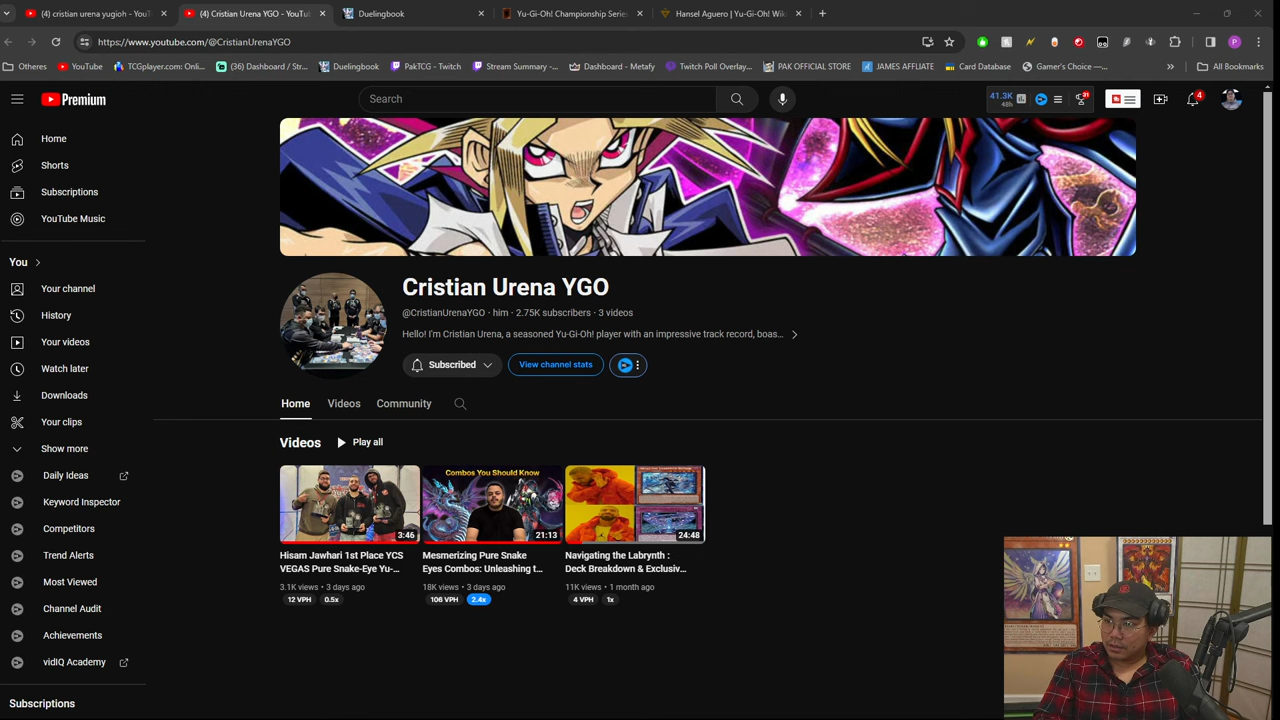 (4) cristian urena yugioh - YouT
(4) Cristian Urena YGO - YouTu
Duelingbook
Yu-Gi-Oh! Championship Series
Hansel Aguero | Yu-Gi-Oh! Wik
https://www.youtube.com/@CristianUrenaYGO
Otheres
YouTube
TCGplayer.com: Onli...
(36) Dashboard / Str...
Duelingbook
PakTCG - Twitch
Stream Summary -...
Dashboard - Metafy
Twitch Poll Overlay...
PAK OFFICIAL STORE
JAMES AFFLIATE
Card Database
Gamer's Choice —...
»
All Bookmarks
Premium
Search
41.3K
48h
31
4
Home
Shorts
Subscriptions
YouTube Music
You
Your channel
History
Your videos
Watch later
Downloads
Your clips
Show more
Daily Ideas
Keyword Inspector
Competitors
Trend Alerts
Most Viewed
Channel Audit
Achievements
vidIQ Academy
Subscriptions
Cristian Urena YGO
@CristianUrenaYGO · him · 2.75K subscribers · 3 videos
Hello! I'm Cristian Urena, a seasoned Yu-Gi-Oh! player with an impressive track record, boas...
Subscribed
View channel stats
Home
Videos
Community
Videos
Play all
3:46
Combos You Should Know
21:13
24:48
Hisam Jawhari 1st Place YCS
VEGAS Pure Snake-Eye Yu-...
3.1K views · 3 days ago
12 VPH
0.5x
Mesmerizing Pure Snake
Eyes Combos: Unleashing t...
18K views · 3 days ago
106 VPH
2.4x
Navigating the Labrynth :
Deck Breakdown & Exclusiv...
11K views · 1 month ago
4 VPH
1x